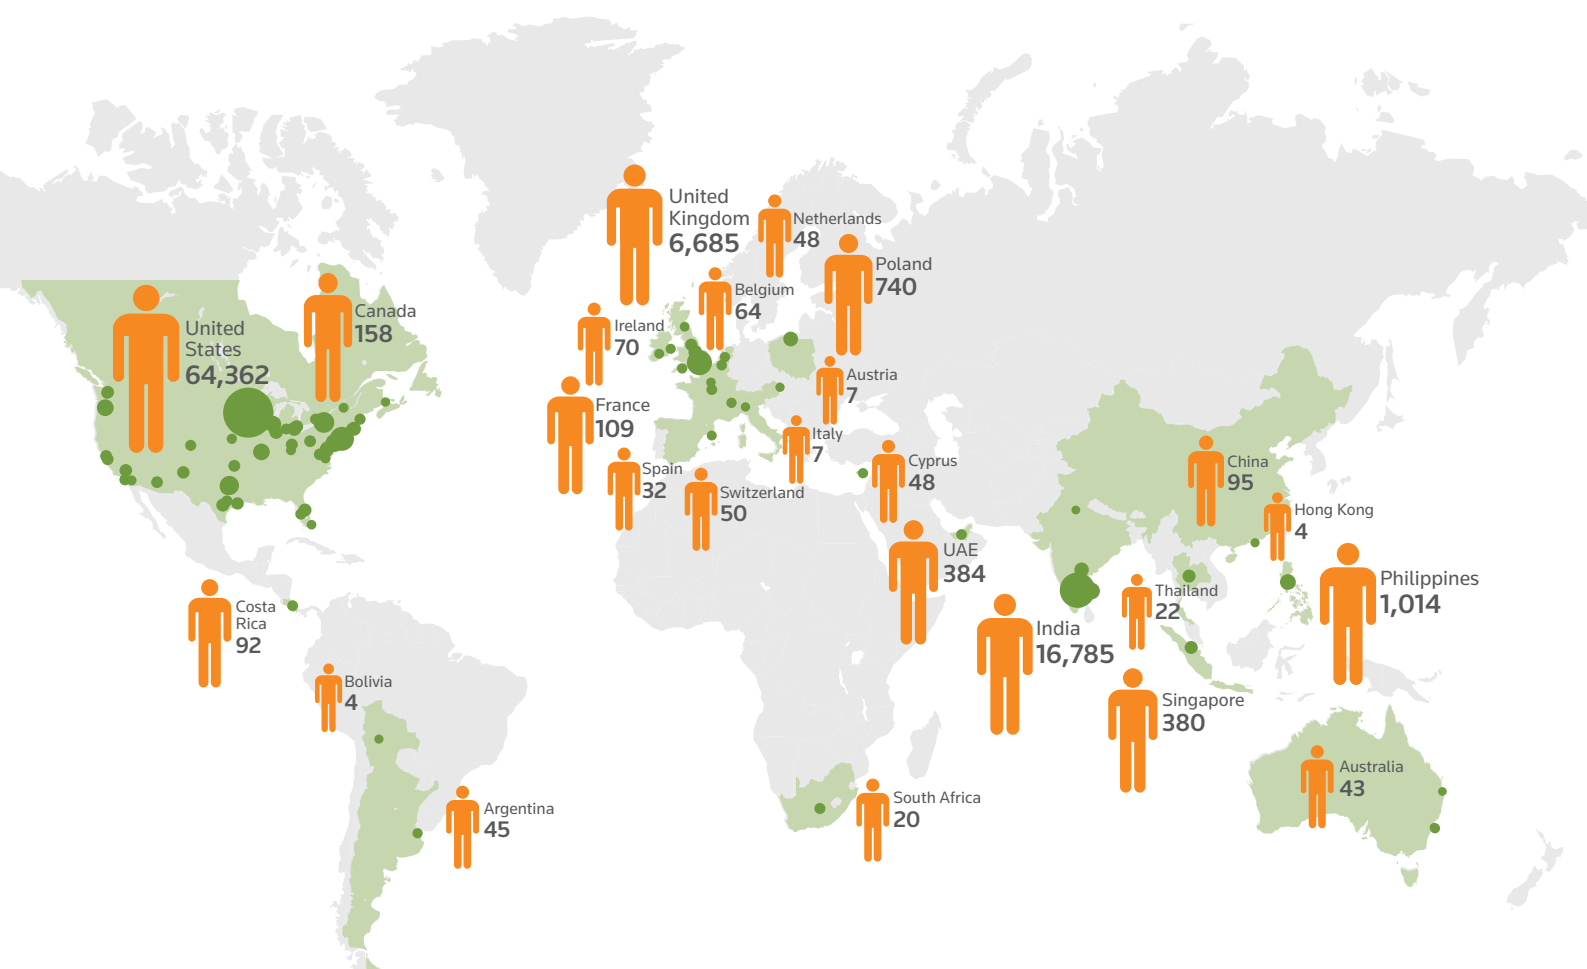 United
Kingdom
6,685
Netherlands
48
Poland
740
Belgium
64
Canada
158
Ireland
70
United
States
64,362
Austria
7
France
109
Italy
7
Spain
32
Cyprus
48
China
95
Switzerland
50
Hong Kong
4
UAE
384
Philippines
1,014
Thailand
22
Costa
Rica
92
India
16,785
Bolivia
4
Singapore
380
Australia
43
South Africa
20
Argentina
45